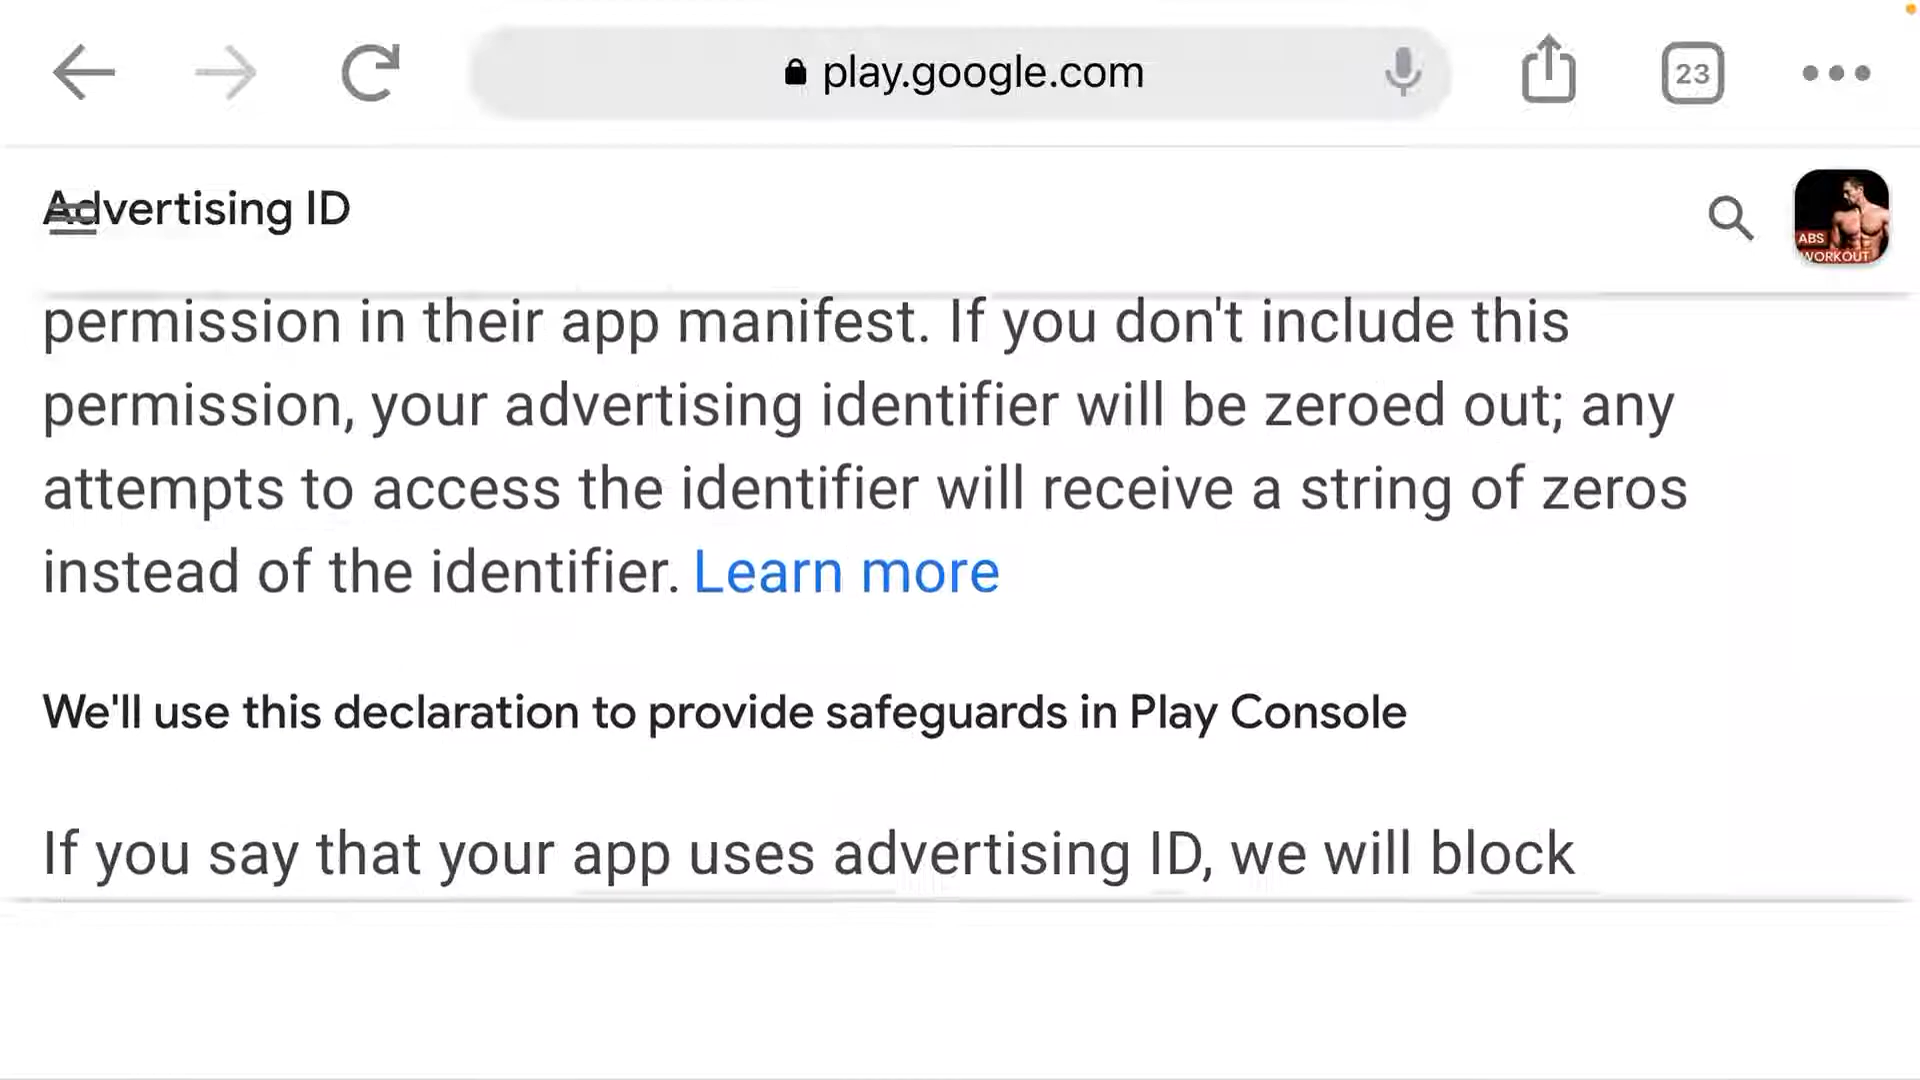 play.google.com
23
Advertising ID
ABS
WORKOUT
permission in their app manifest. If you don't include this
permission, your advertising identifier will be zeroed out; any
attempts to access the identifier will receive a string of zeros
instead of the identifier. Learn more
We'll use this declaration to provide safeguards in Play Console
If you say that your app uses advertising ID, we will block